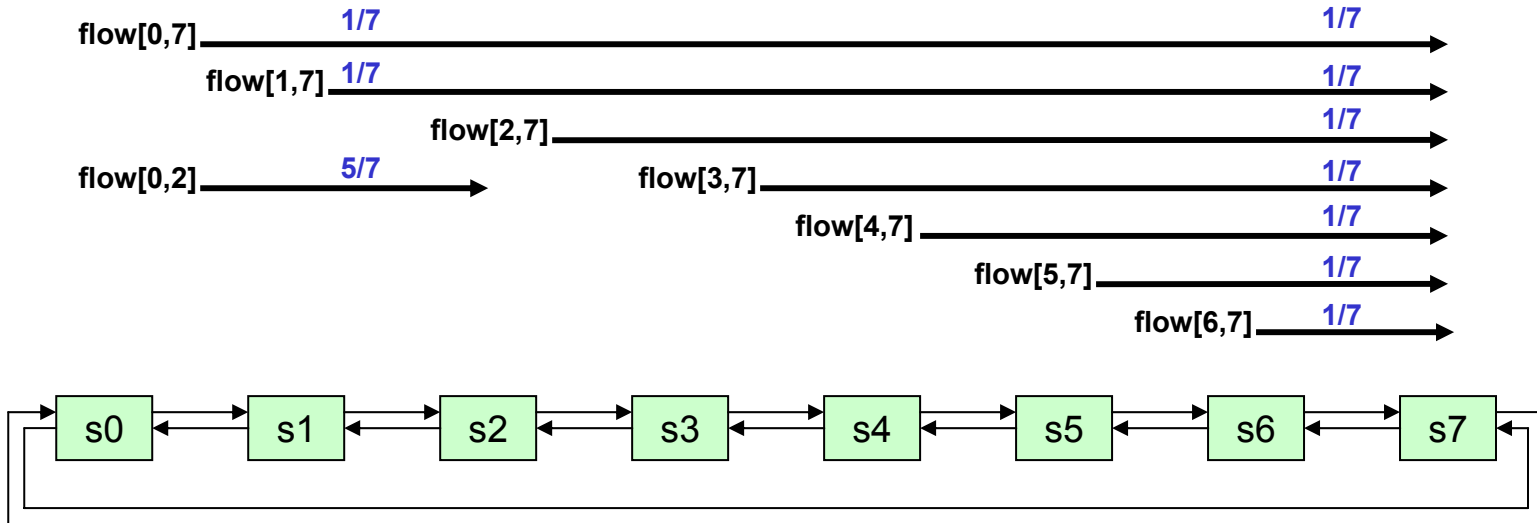 flow[0,7] 1/7 1/7
flow[1,7] 1/7 1/7
flow[2,7] 1/7
flow[0,2] 5/7 flow[3,7] 1/7
flow[4,7] 1/7
flow[5,7] 1/7
flow[6,7] 1/7
s0 s1 s2 s3 s4 s5 s6 s7